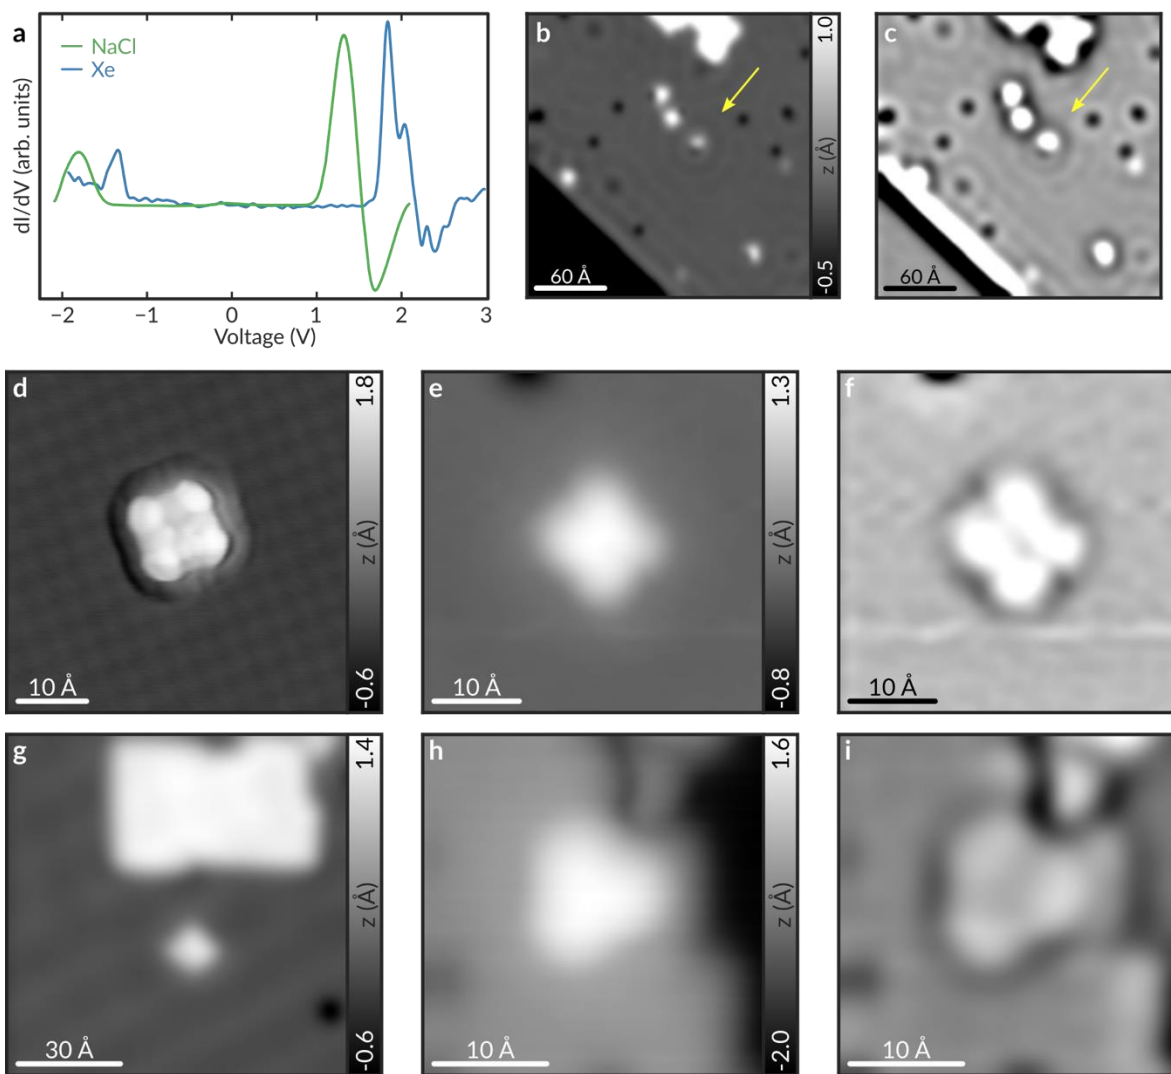 a
NaCl
Xe
dI/dV (arb. units)
−2 −1 0 1 2 3
Voltage (V)
b
1.0
z (Å)
-0.5
60 Å
c
60 Å
d
1.8
z (Å)
-0.6
10 Å
e
1.3
z (Å)
-0.8
10 Å
f
10 Å
g
1.4
z (Å)
-0.6
30 Å
h
1.6
z (Å)
-2.0
10 Å
i
10 Å